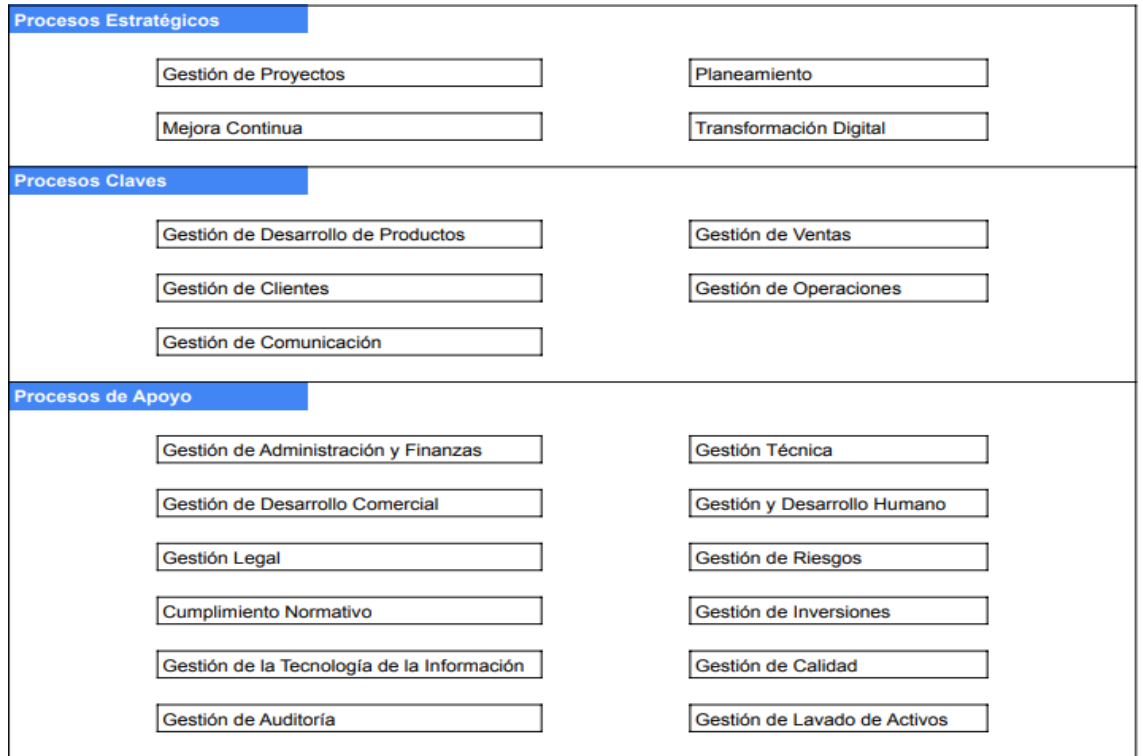 Procesos Estratégicos
Gestión de Proyectos
Planeamiento
Mejora Continua
Transformación Digital
Procesos Claves
Gestión de Desarrollo de Productos
Gestión de Ventas
Gestión de Clientes
Gestión de Operaciones
Gestión de Comunicación
Procesos de Apoyo
Gestión de Administración y Finanzas
Gestión Técnica
Gestión de Desarrollo Comercial
Gestión y Desarrollo Humano
Gestión Legal
Gestión de Riesgos
Cumplimiento Normativo
Gestión de Inversiones
Gestión de la Tecnología de la Información
Gestión de Calidad
Gestión de Auditoría
Gestión de Lavado de Activos